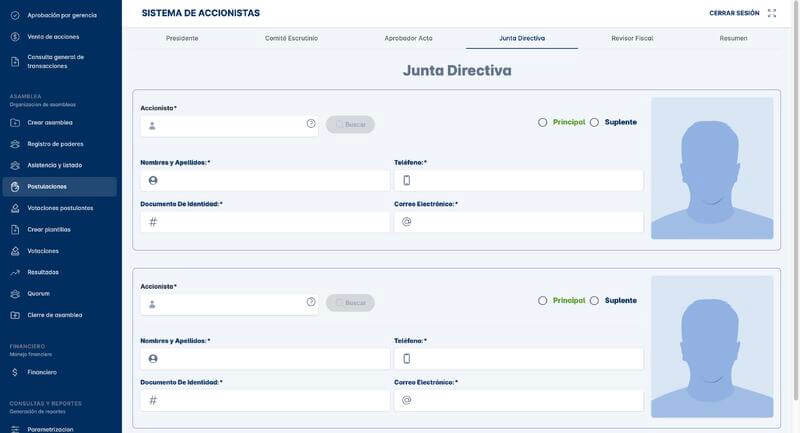 Aprobación por gerencia
Venta de acciones
Consulta general de
transacciones
ASAMBLEA
Organizacion de asambleas
Crear asamblea
Registro de poderes
Asistencia y listado
Postulaciones
Votaciones postulantes
Crear plantillas
Votaciones
Resultados
Quorum
Cierre de asamblea
FINANCIERO
Manejo financiero
Financiero
CONSULTAS Y REPORTES
Generación de reportes
Parametrizacion
SISTEMA DE ACCIONISTAS
CERRAR SESIÓN
Presidente
Comité Escrutinio
Aprobador Acta
Junta Directiva
Revisor Fiscal
Resumen
Junta Directiva
Accionista*
Buscar
Principal
Suplente
Nombres y Apellidos:*
Teléfono:*
Documento De Identidad:*
Correo Electrónico:*
Accionista*
Buscar
Principal
Suplente
Nombres y Apellidos:*
Teléfono:*
Documento De Identidad:*
Correo Electrónico:*